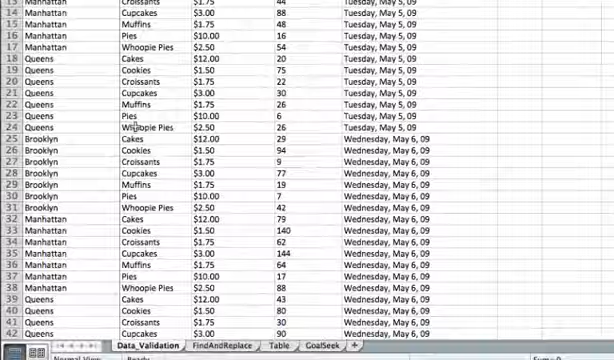 13 Manhattan Croissants $1.75 44 Tuesday, May 5, 09
14 Manhattan Cupcakes $3.00 88 Tuesday, May 5, 09
15 Manhattan Muffins $1.75 48 Tuesday, May 5, 09
16 Manhattan Pies $10.00 16 Tuesday, May 5, 09
17 Manhattan Whoopie Pies $2.50 54 Tuesday, May 5, 09
18 Queens Cakes $12.00 20 Tuesday, May 5, 09
19 Queens Cookies $1.50 75 Tuesday, May 5, 09
20 Queens Croissants $1.75 22 Tuesday, May 5, 09
21 Queens Cupcakes $3.00 30 Tuesday, May 5, 09
22 Queens Muffins $1.75 26 Tuesday, May 5, 09
23 Queens Pies $10.00 6 Tuesday, May 5, 09
24 Queens Whoopie Pies $2.50 26 Tuesday, May 5, 09
25 Brooklyn Cakes $12.00 29 Wednesday, May 6, 09
26 Brooklyn Cookies $1.50 94 Wednesday, May 6, 09
27 Brooklyn Croissants $1.75 9 Wednesday, May 6, 09
28 Brooklyn Cupcakes $3.00 77 Wednesday, May 6, 09
29 Brooklyn Muffins $1.75 19 Wednesday, May 6, 09
30 Brooklyn Pies $10.00 7 Wednesday, May 6, 09
31 Brooklyn Whoopie Pies $2.50 42 Wednesday, May 6, 09
32 Manhattan Cakes $12.00 79 Wednesday, May 6, 09
33 Manhattan Cookies $1.50 140 Wednesday, May 6, 09
34 Manhattan Croissants $1.75 62 Wednesday, May 6, 09
35 Manhattan Cupcakes $3.00 144 Wednesday, May 6, 09
36 Manhattan Muffins $1.75 64 Wednesday, May 6, 09
37 Manhattan Pies $10.00 17 Wednesday, May 6, 09
38 Manhattan Whoopie Pies $2.50 88 Wednesday, May 6, 09
39 Queens Cakes $12.00 43 Wednesday, May 6, 09
40 Queens Cookies $1.50 80 Wednesday, May 6, 09
41 Queens Croissants $1.75 30 Wednesday, May 6, 09
42 Queens Cupcakes $3.00 90 Wednesday, May 6, 09
Data_Validation FindAndReplace Table GoalSeek +
Normal View Ready Sum=0